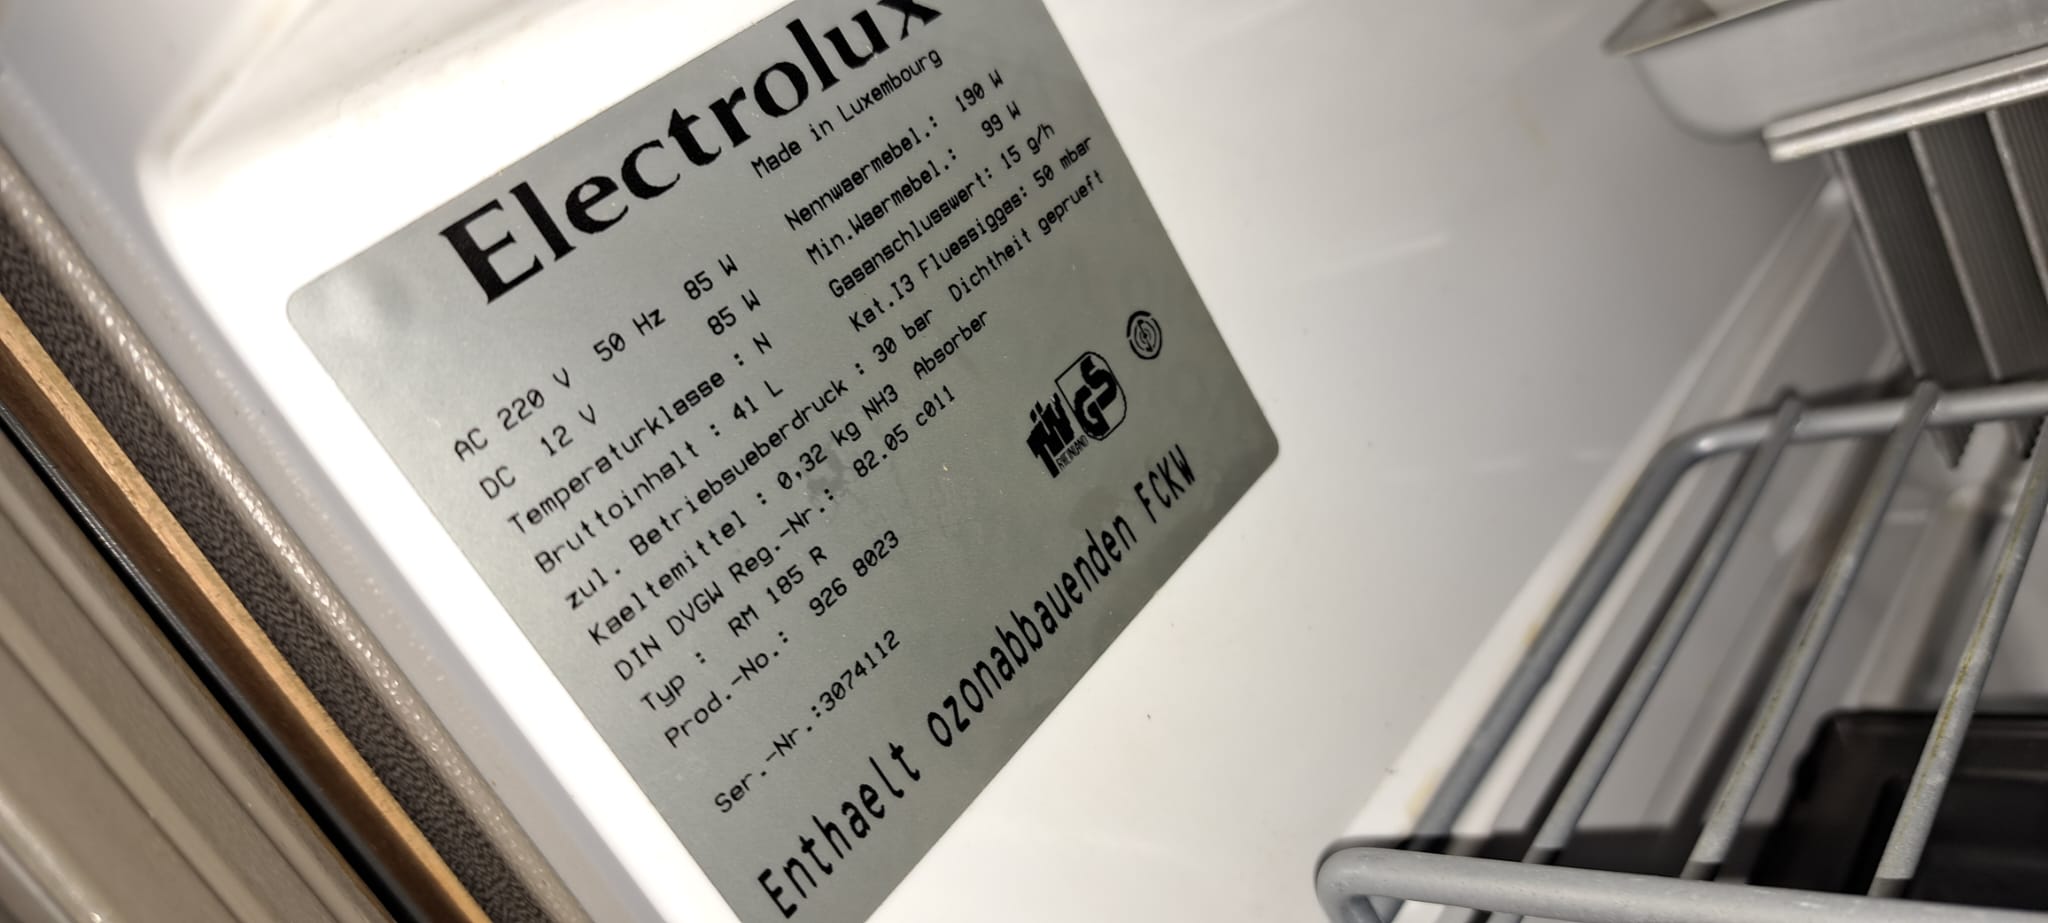 Electrolux
Made in Luxembourg
AC 220 V 50 Hz 85 W
DC 12 V 85 W
Temperaturklasse : N
Bruttoinhalt : 41 L
Nennwaermebel.: 190 W
Min.Waermebel.: 99 W
Gasanschlusswert: 15 g/h
Kat.I3 Fluessiggas: 50 mbar
zul. Betriebsueberdruck : 30 bar Dichtheit geprueft
Kaeltemittel : 0,32 kg NH3 Absorber
DIN DVGW Reg.-Nr.: 82.05 c011
Typ : RM 185 R
Prod.-No.: 926 8023
Ser.-Nr.:3074112
TÜV
RHEINLAND
GS
Enthaelt ozonabbauenden FCKW